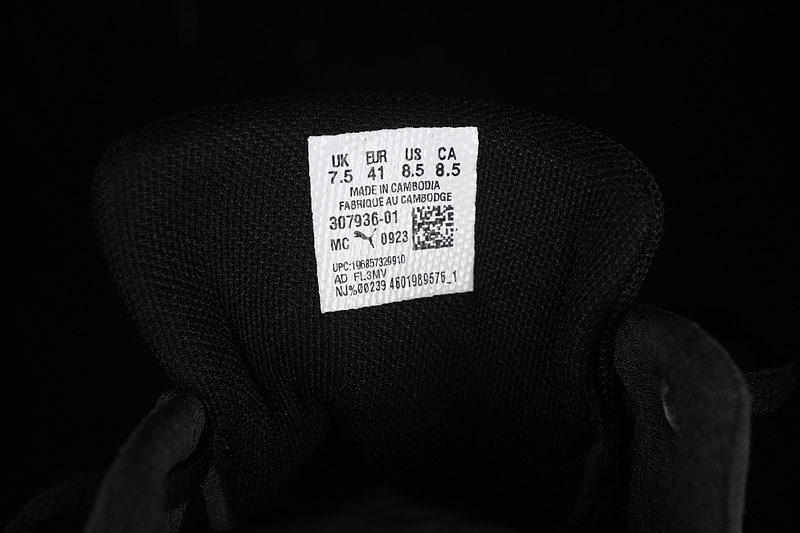 UK EUR US CA
7.5 41 8.5 8.5
MADE IN CAMBODIA
FABRIQUÉ AU CAMBODGE
307936-01
MC 0923
UPC:196857329910
AD FL3MV
NJ%00239 4601989576_1